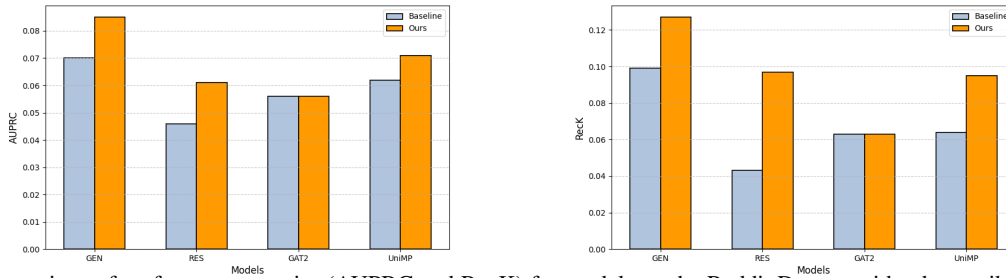 Baseline
Ours
0.08
0.07
0.06
0.05
0.04
0.03
0.02
0.01
0.00
AUPRC
GEN RES GAT2 UniMP
Models
Baseline
Ours
0.12
0.10
0.08
0.06
0.04
0.02
0.00
RecK
GEN RES GAT2 UniMP
Models